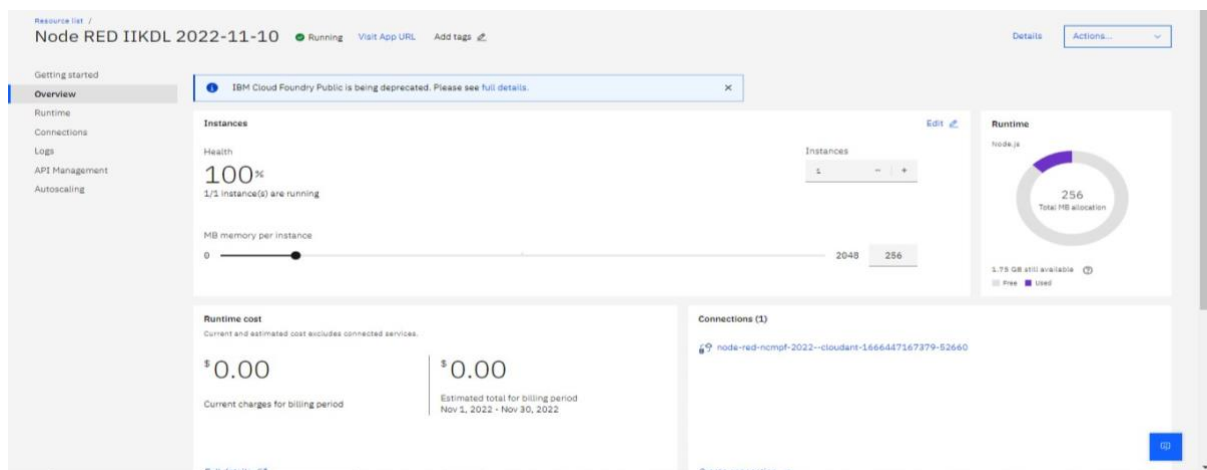 Resource list /
Node RED IIKDL 2022-11-10 Running Visit App URL Add tags
Details Actions...
Getting started
Overview
Runtime
Connections
Logs
API Management
Autoscaling
IBM Cloud Foundry Public is being deprecated. Please see full details.
Instances
Edit
Health
100%
1/1 instance(s) are running
Instances
1 - +
MB memory per instance
0 2048 256
Runtime
Node.js
256
Total MB allocation
1.75 GB still available
Free Used
Runtime cost
Current and estimated cost excludes connected services.
$0.00
Current charges for billing period
$0.00
Estimated total for billing period
Nov 1, 2022 - Nov 30, 2022
Connections (1)
node-red-ncmpf-2022--cloudant-1666447167379-52660